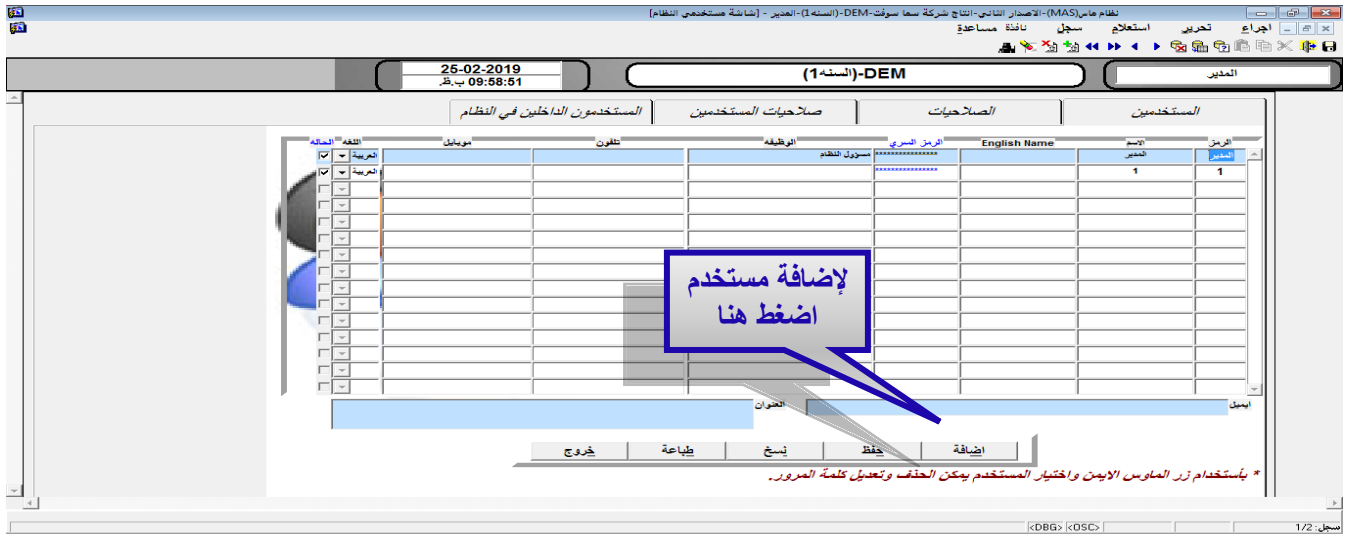 نظام ماس(MAS)-الاصدار الثاني-انتاج شركة سما سوفت-DEM-(السنه1)-المدير - [شاشة مستخدمي النظام]
اجراء تحرير استعلام سجل نافذة مساعدة
المدير
DEM-(السنه1)
25-02-2019
09:58:51 ب.ظ.
المستخدمين
الصلاحيات
صلاحيات المستخدمين
المستخدمون الداخلين في النظام
الرمز الاسم English Name الرمز السري الوظيفه تلفون موبايل اللغه الحاله
المدير المدير **************** مسؤول النظام العربية
1 1 **************** العربية
لإضافة مستخدم
اضغط هنا
ايميل
العنوان
اضافة حفظ نسخ طباعة خروج
* بأستخدام زر الماوس الايمن واختيار المستخدم يمكن الحذف وتعديل كلمة المرور.
سجل: 1/2
<OSC> <DBG>